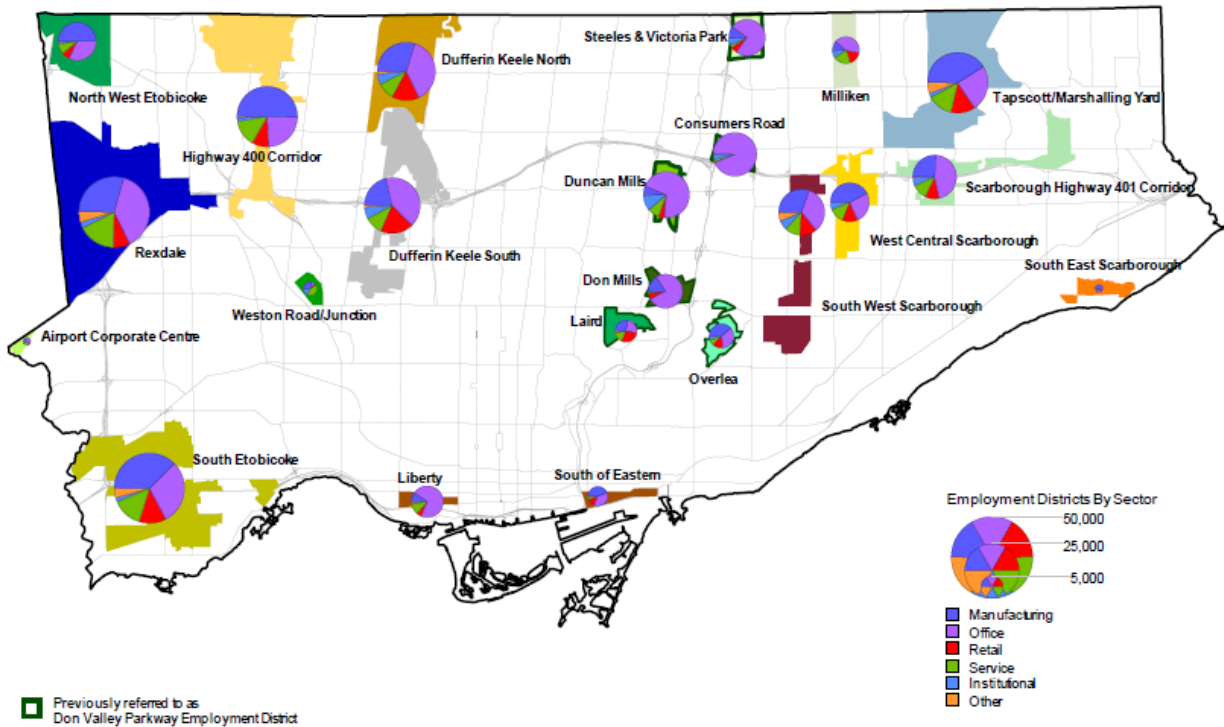 Steeles & Victoria Park
Dufferin Keele North
North West Etobicoke
Milliken
Tapscott/Marshalling Yard
Consumers Road
Highway 400 Corridor
Duncan Mills
Scarborough Highway 401 Corridor
Rexdale
Dufferin Keele South
West Central Scarborough
South East Scarborough
Don Mills
Weston Road/Junction
South West Scarborough
Laird
Airport Corporate Centre
Overlea
South Etobicoke
Liberty
South of Eastern
Employment Districts By Sector
50,000
25,000
5,000
Manufacturing
Office
Retail
Service
Institutional
Other
Previously referred to as
Don Valley Parkway Employment District